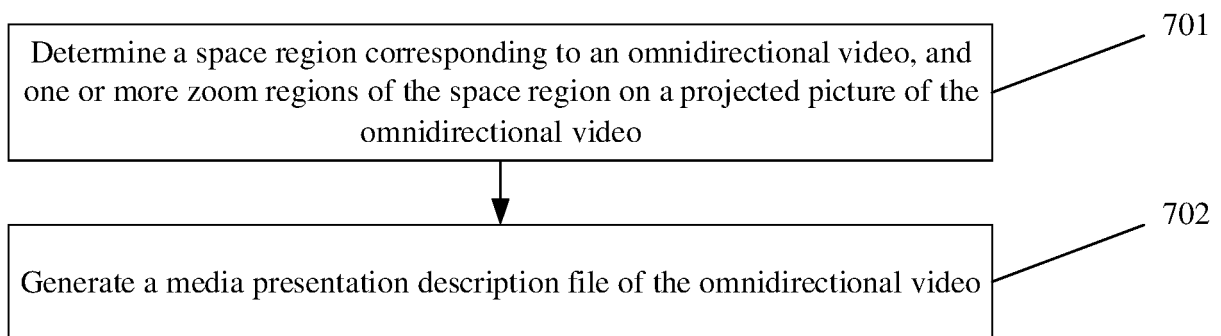 701
Determine a space region corresponding to an omnidirectional video, and
one or more zoom regions of the space region on a projected picture of the
omnidirectional video
702
Generate a media presentation description file of the omnidirectional video